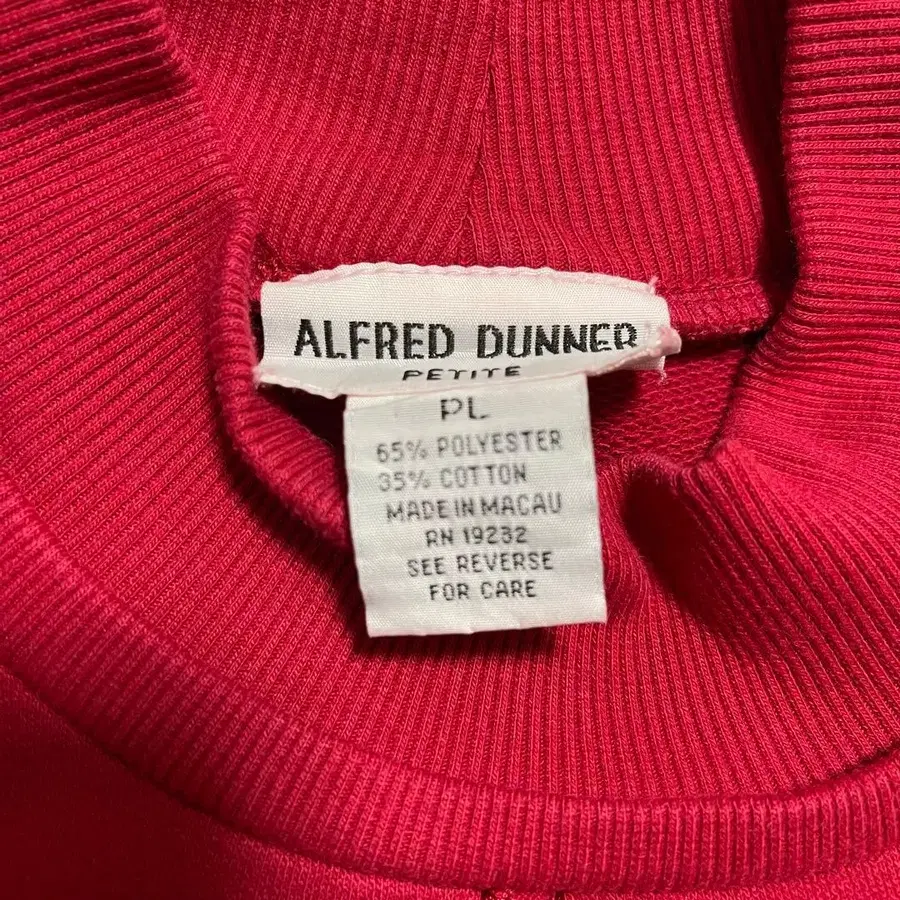 ALFRED DUNNER
PETITE
PL
65% POLYESTER
35% COTTON
MADE IN MACAU
RN 19232
SEE REVERSE
FOR CARE